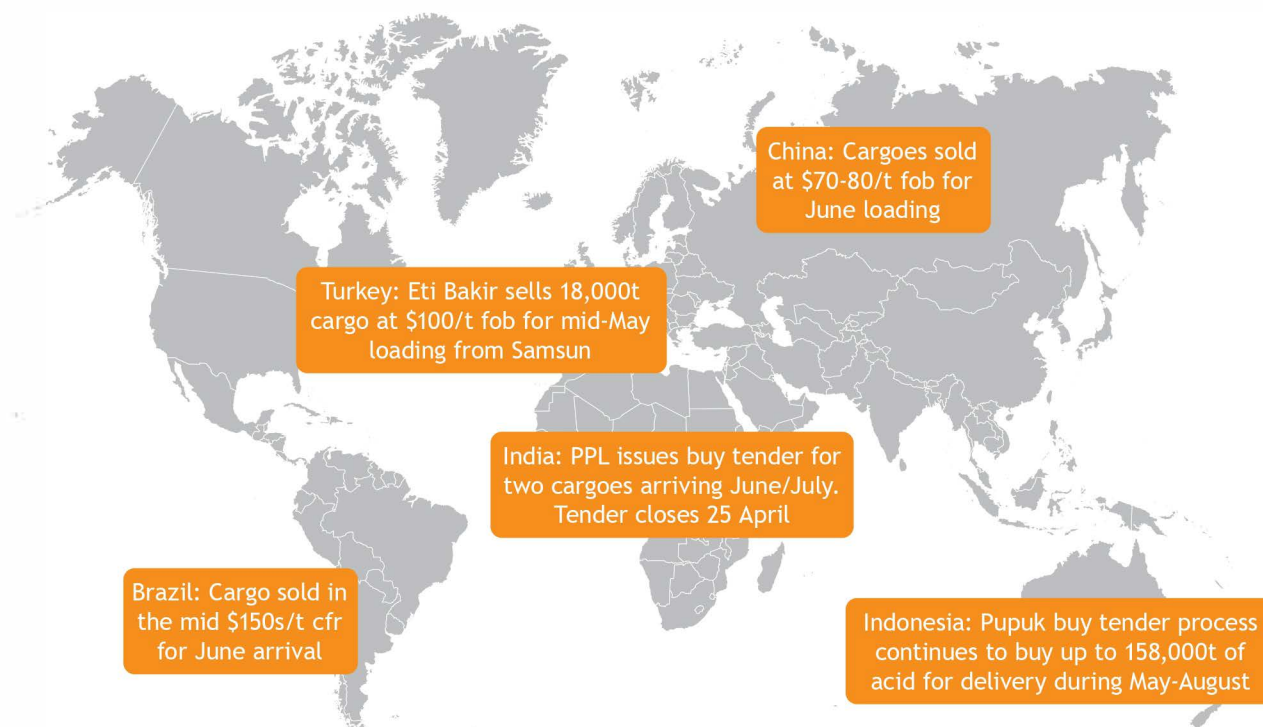 China: Cargoes sold
at $70-80/t fob for
June loading
Turkey: Eti Bakir sells 18,000t
cargo at $100/t fob for mid-May
loading from Samsun
India: PPL issues buy tender for
two cargoes arriving June/July.
Tender closes 25 April
Brazil: Cargo sold in
the mid $150s/t cfr
for June arrival
Indonesia: Pupuk buy tender process
continues to buy up to 158,000t of
acid for delivery during May-August